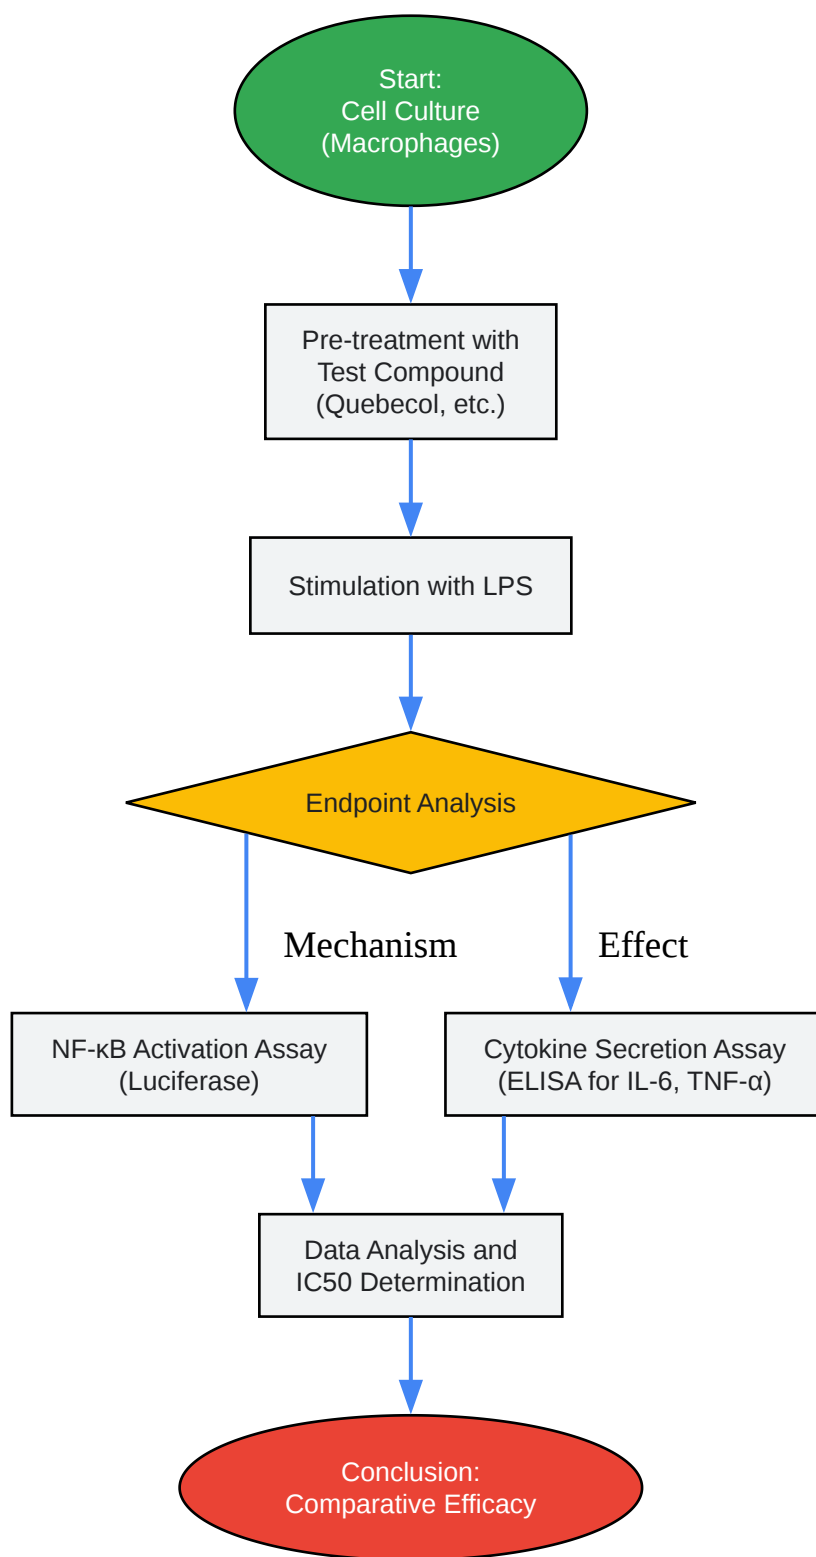 Start:
Cell Culture
(Macrophages)
Pre-treatment with
Test Compound
(Quebecol, etc.)
Stimulation with LPS
Endpoint Analysis
Mechanism
Effect
NF-κB Activation Assay
(Luciferase)
Cytokine Secretion Assay
(ELISA for IL-6, TNF-α)
Data Analysis and
IC50 Determination
Conclusion:
Comparative Efficacy